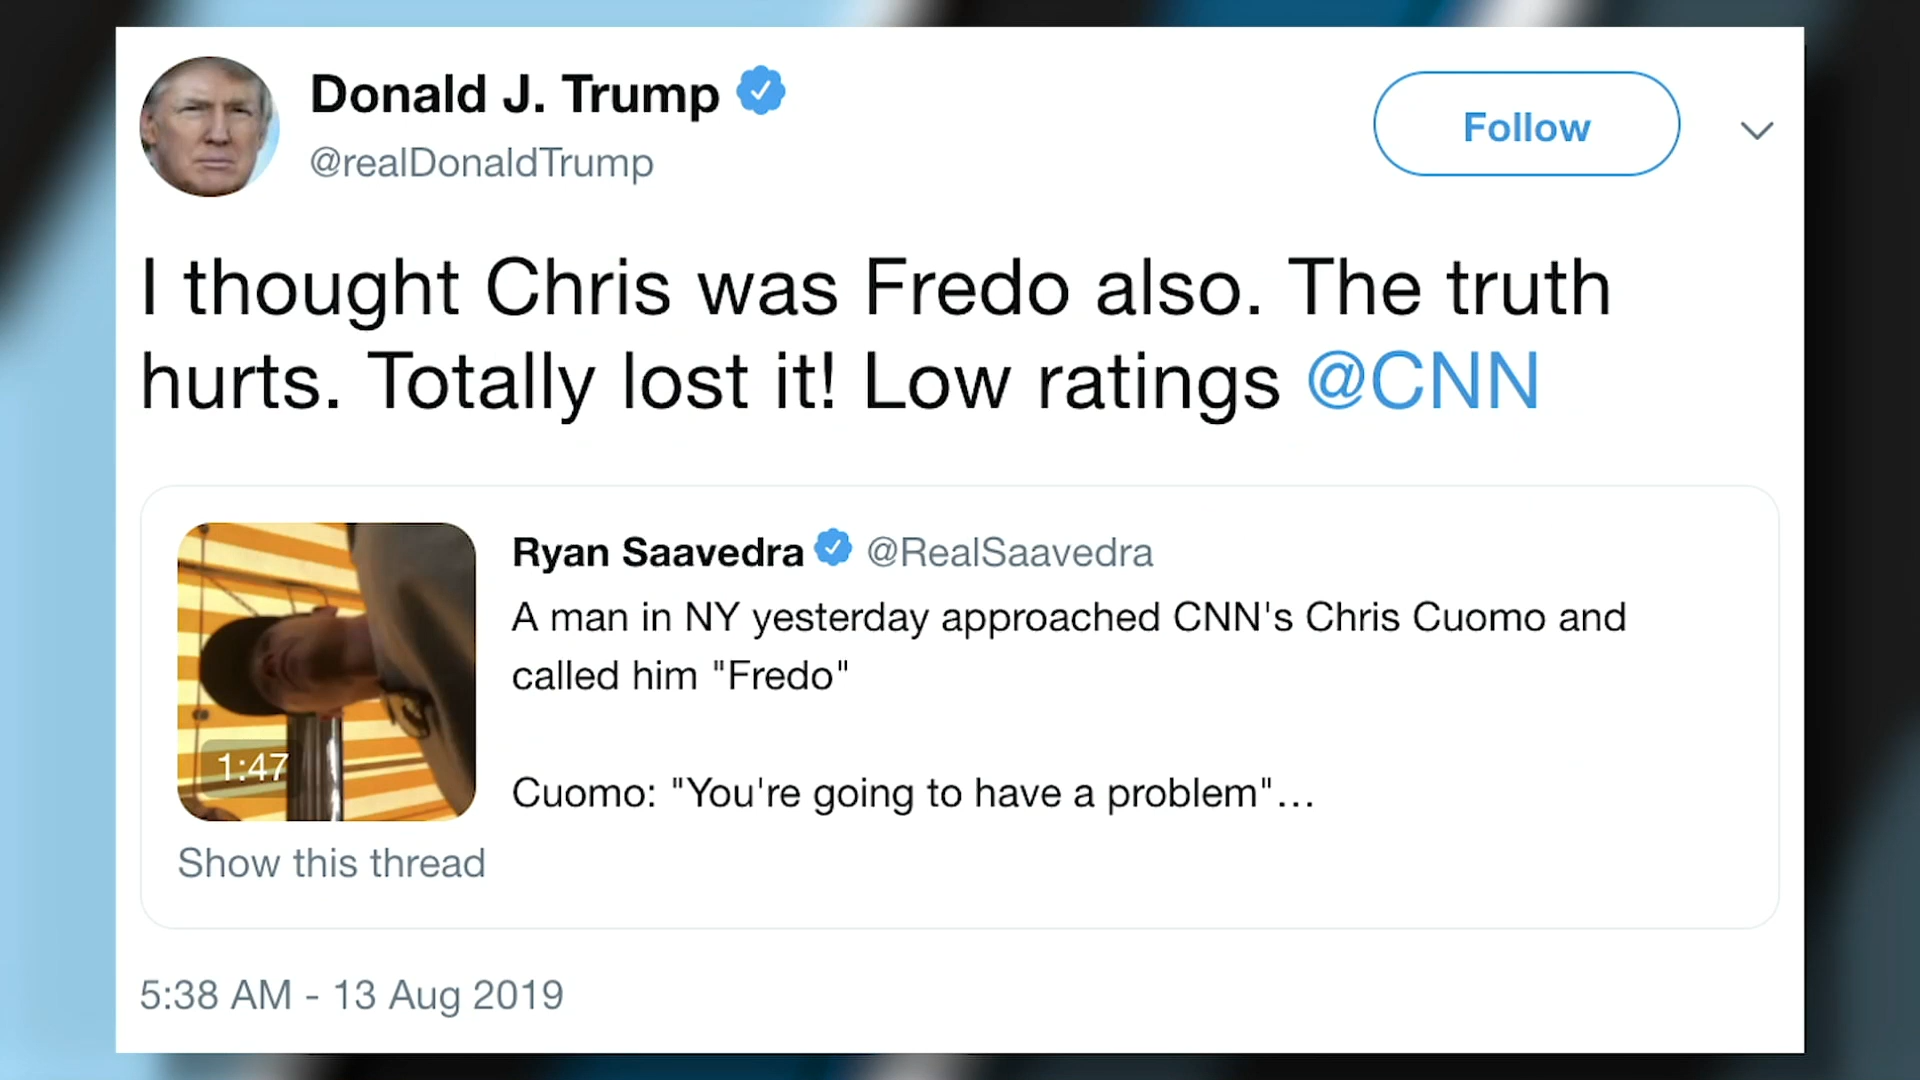 Donald J. Trump
@realDonaldTrump
Follow
I thought Chris was Fredo also. The truth
hurts. Totally lost it! Low ratings @CNN
Ryan Saavedra @RealSaavedra
A man in NY yesterday approached CNN's Chris Cuomo and
called him "Fredo"
Cuomo: "You're going to have a problem"...
1:47
Show this thread
5:38 AM - 13 Aug 2019